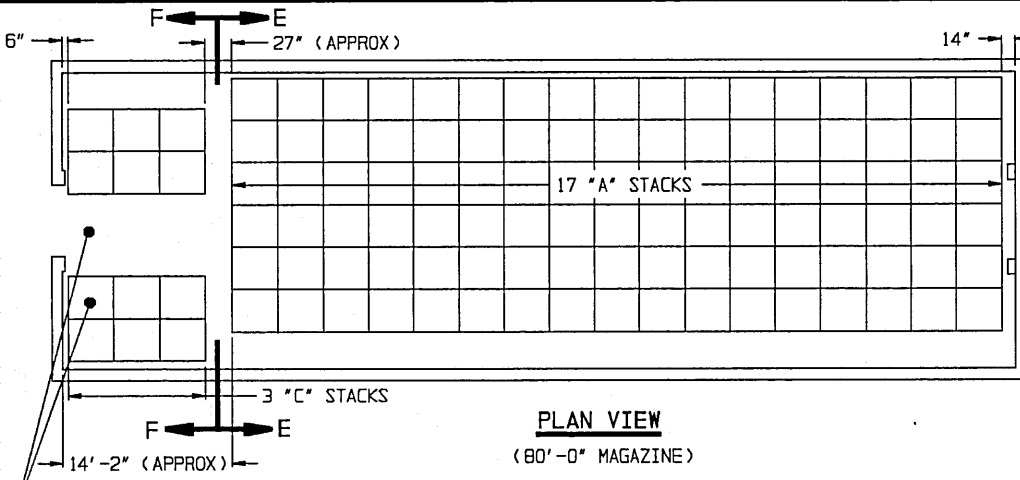 F E
6" 27" (APPROX) 14"
17 "A" STACKS
3 "C" STACKS
F E
PLAN VIEW
14'-2" (APPROX) (80'-0" MAGAZINE)